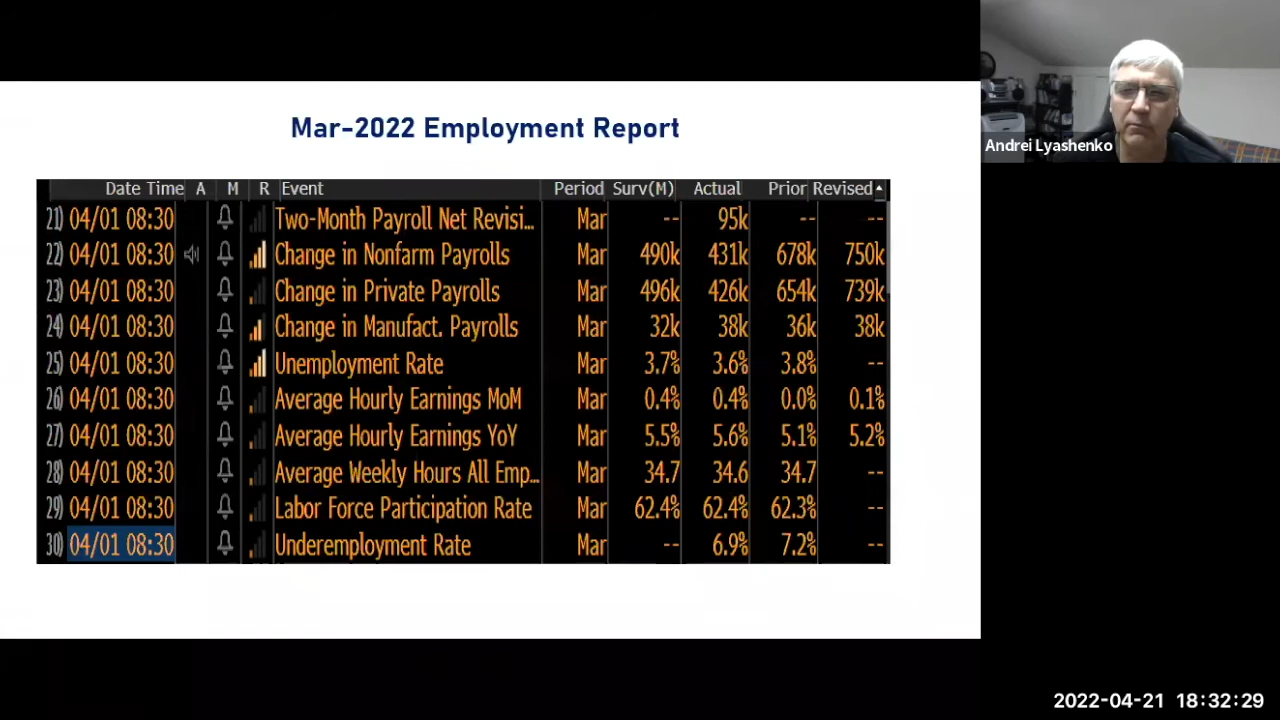 Mar-2022 Employment Report
Andrei Lyashenko
Date Time A M R Event Period Surv(M) Actual Prior Revised
21) 04/01 08:30 Two-Month Payroll Net Revisi... Mar -- 95k -- --
22) 04/01 08:30 Change in Nonfarm Payrolls Mar 490k 431k 678k 750k
23) 04/01 08:30 Change in Private Payrolls Mar 496k 426k 654k 739k
24) 04/01 08:30 Change in Manufact. Payrolls Mar 32k 38k 36k 38k
25) 04/01 08:30 Unemployment Rate Mar 3.7% 3.6% 3.8% --
26) 04/01 08:30 Average Hourly Earnings MoM Mar 0.4% 0.4% 0.0% 0.1%
27) 04/01 08:30 Average Hourly Earnings YoY Mar 5.5% 5.6% 5.1% 5.2%
28) 04/01 08:30 Average Weekly Hours All Emp... Mar 34.7 34.6 34.7 --
29) 04/01 08:30 Labor Force Participation Rate Mar 62.4% 62.4% 62.3% --
30) 04/01 08:30 Underemployment Rate Mar -- 6.9% 7.2% --
2022-04-21 18:32:29